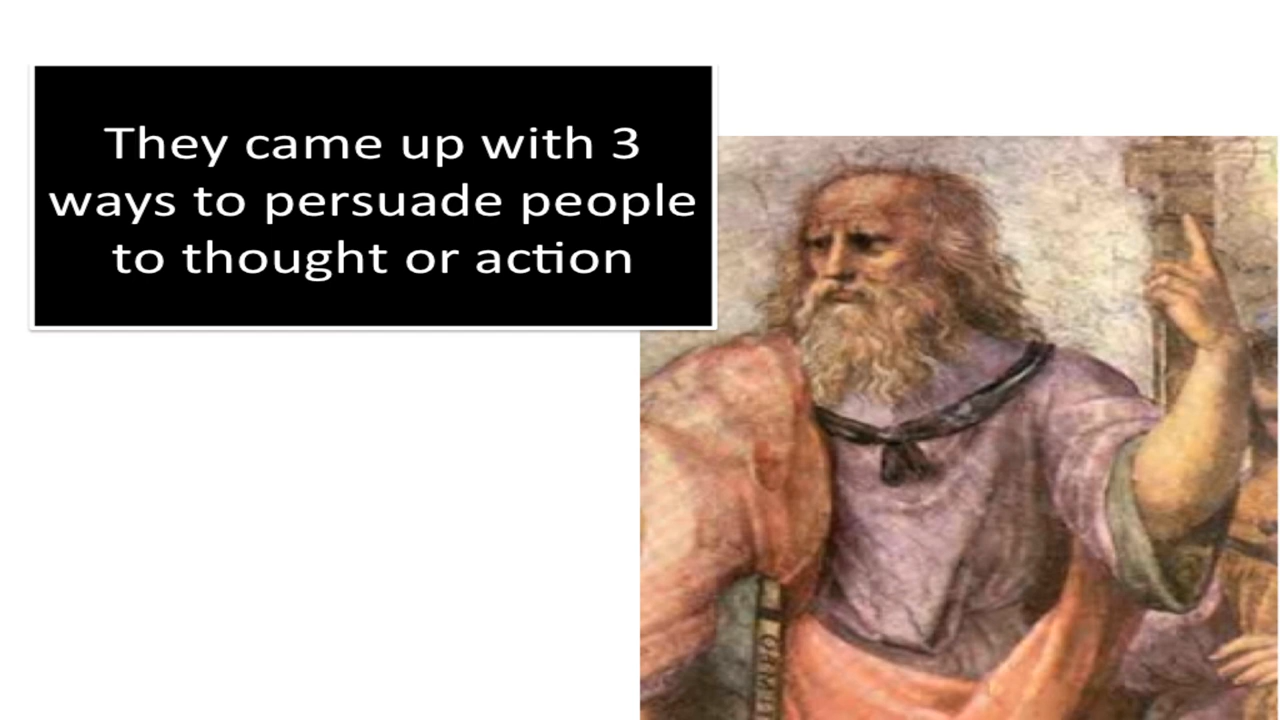 They came up with 3
ways to persuade people
to thought or action